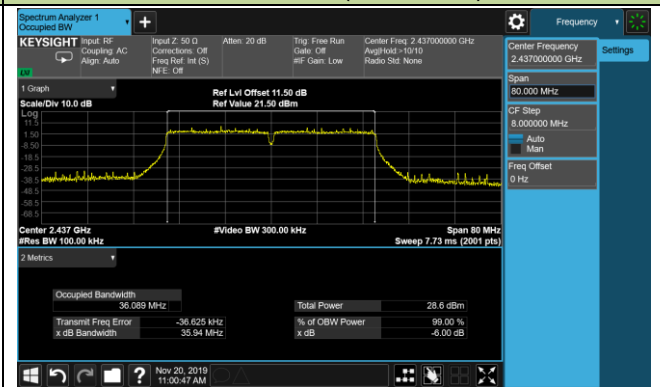 Spectrum Analyzer 1
Occupied BW
Frequency
KEYSIGHT
Input: RF
Coupling: AC
Align: Auto
Input Z: 50 Ω
Corrections: Off
Freq Ref: Int (S)
NFE: Off
Atten: 20 dB
Trig: Free Run
Gate: Off
#IF Gain: Low
Center Freq: 2.437000000 GHz
Avg|Hold:>10/10
Radio Std: None
LXI
Center Frequency
2.437000000 GHz
Settings
Span
80.000 MHz
CF Step
8.000000 MHz
Auto
Man
Freq Offset
0 Hz
1 Graph
Scale/Div 10.0 dB
Ref Lvl Offset 11.50 dB
Ref Value 21.50 dBm
Log
11.5
1.50
-8.50
-18.5
-28.5
-38.5
-48.5
-58.5
-68.5
Center 2.437 GHz
#Res BW 100.00 kHz
#Video BW 300.00 kHz
Span 80 MHz
Sweep 7.73 ms (2001 pts)
2 Metrics
Occupied Bandwidth
36.089 MHz
Total Power 28.6 dBm
Transmit Freq Error -36.625 kHz
% of OBW Power 99.00 %
x dB Bandwidth 35.94 MHz
x dB -6.00 dB
Nov 20, 2019
11:00:47 AM